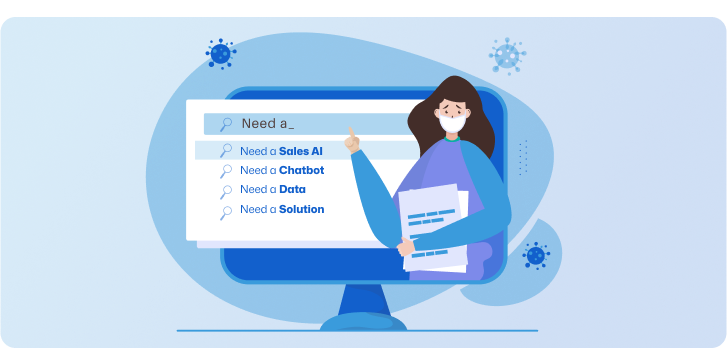 Need a_
Need a Sales AI
Need a Chatbot
Need a Data
Need a Solution